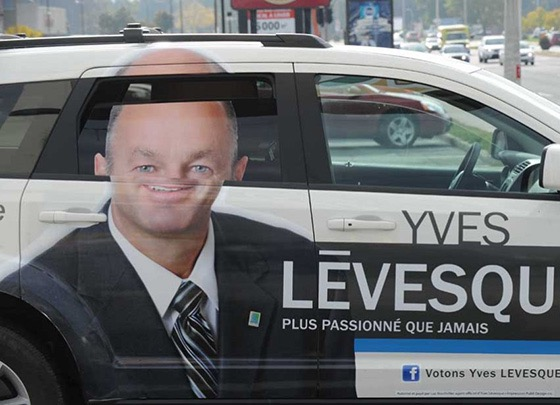 YVES
LĒVESQU
PLUS PASSIONNÉ QUE JAMAIS
f Votons Yves LEVESQUE